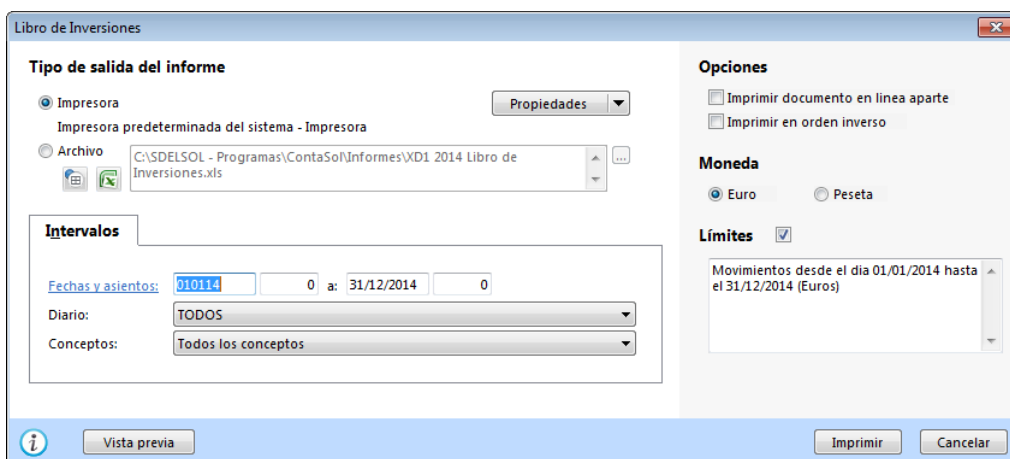 Libro de Inversiones
Tipo de salida del informe
Impresora
Propiedades
Impresora predeterminada del sistema - Impresora
Archivo
C:\SDELSOL - Programas\ContaSol\Informes\XD1 2014 Libro de
Inversiones.xls
...
Intervalos
Fechas y asientos: 010114 0 a: 31/12/2014 0
Diario: TODOS
Conceptos: Todos los conceptos
Opciones
Imprimir documento en linea aparte
Imprimir en orden inverso
Moneda
Euro Peseta
Límites
Movimientos desde el dia 01/01/2014 hasta
el 31/12/2014 (Euros)
Vista previa
Imprimir
Cancelar